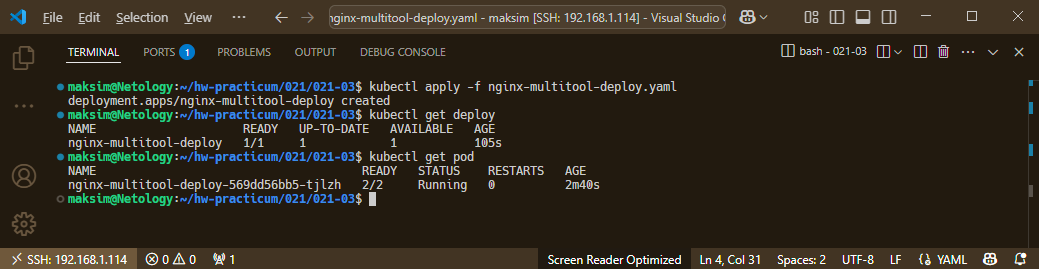 File Edit Selection ··· nginx-multitool-deploy.yaml - maksim [SSH: 192.168.1.114] - Visual Studio
TERMINAL PORTS 1 PROBLEMS OUTPUT DEBUG CONSOLE bash - 021-03
maksim@Netology:~/hw-practicum/021/021-03$ kubectl apply -f nginx-multitool-deploy.yaml
deployment.apps/nginx-multitool-deploy created
maksim@Netology:~/hw-practicum/021/021-03$ kubectl get deploy
NAME READY UP-TO-DATE AVAILABLE AGE
nginx-multitool-deploy 1/1 1 1 105s
maksim@Netology:~/hw-practicum/021/021-03$ kubectl get pod
NAME READY STATUS RESTARTS AGE
nginx-multitool-deploy-569dd56bb5-tjlzh 2/2 Running 0 2m40s
maksim@Netology:~/hw-practicum/021/021-03$
SSH: 192.168.1.114 0 0 1 Screen Reader Optimized Ln 4, Col 31 Spaces: 2 UTF-8 LF {} YAML